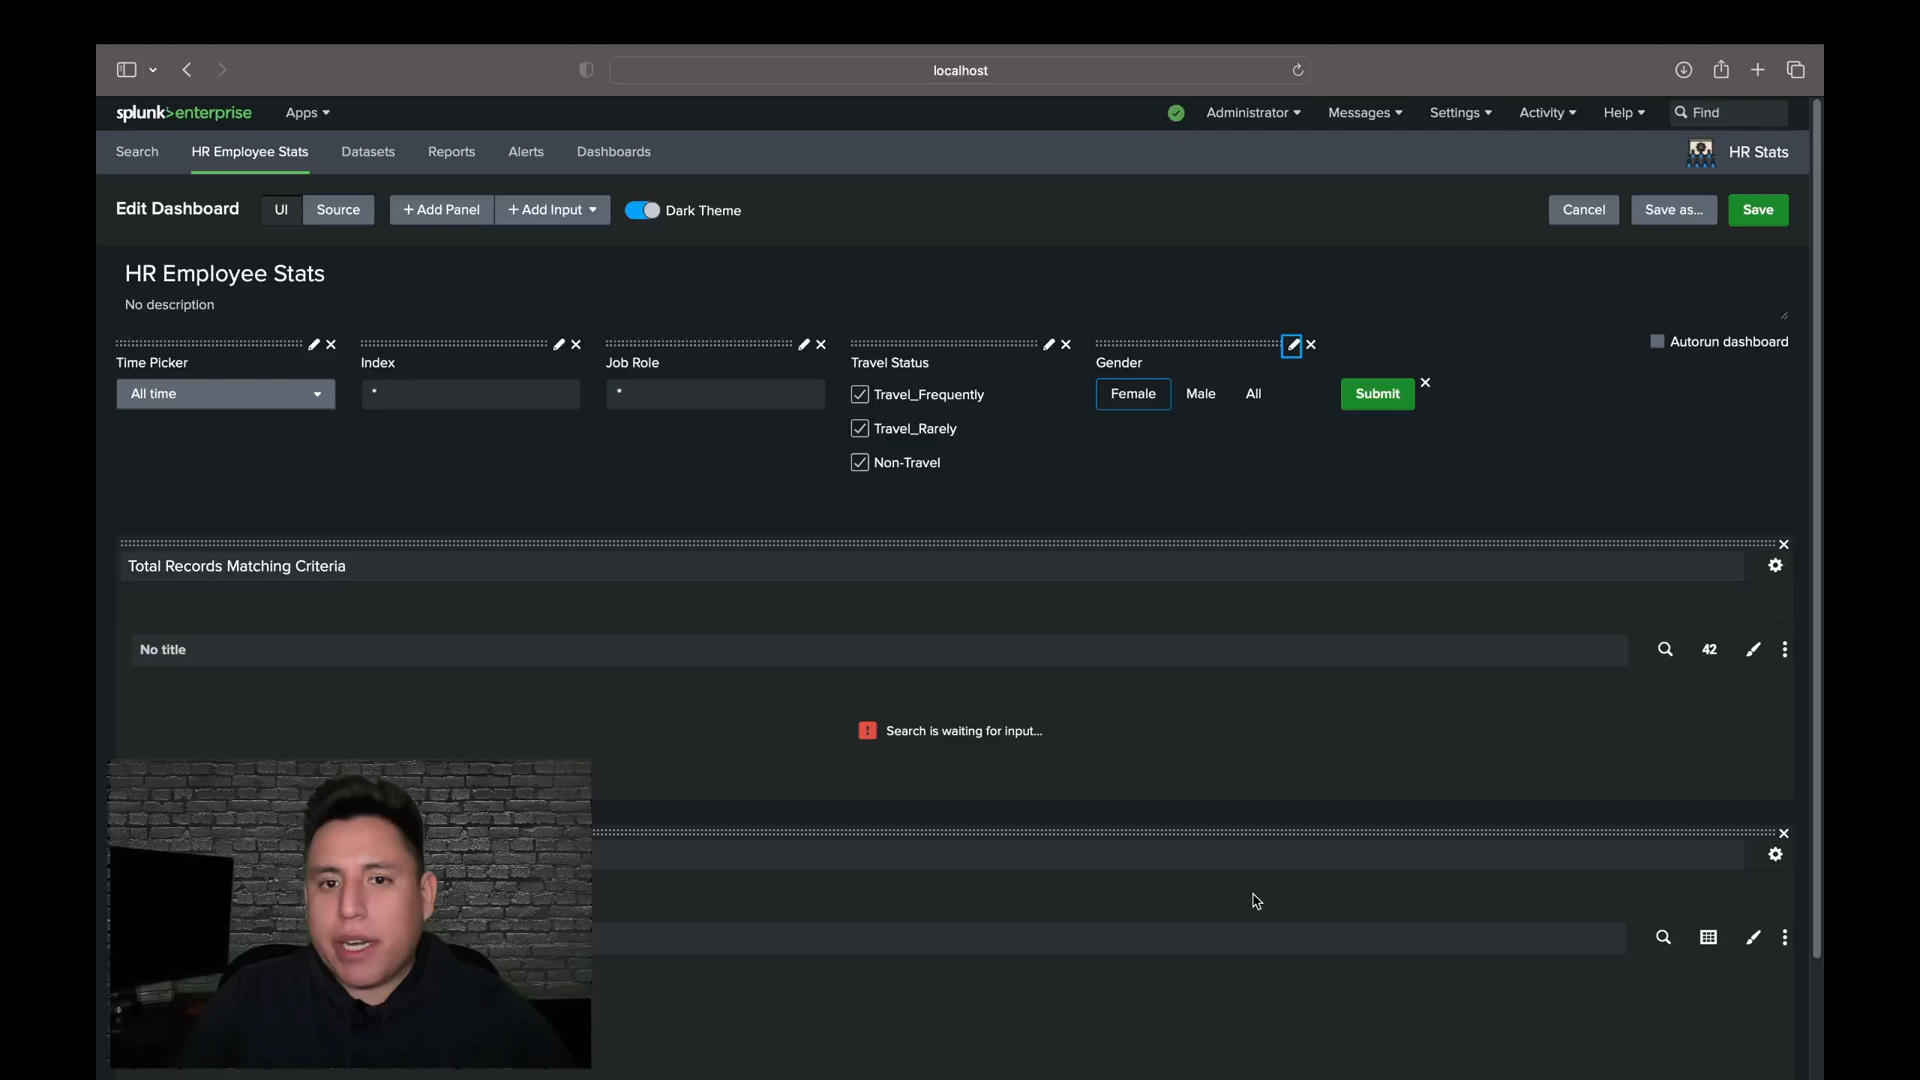 localhost
splunk>enterprise Apps Administrator Messages Settings Activity Help Find
Search HR Employee Stats Datasets Reports Alerts Dashboards HR Stats
Edit Dashboard UI Source + Add Panel + Add Input Dark Theme Cancel Save as... Save
HR Employee Stats
No description
Autorun dashboard
Time Picker Index Job Role Travel Status Gender
All time * * Travel_Frequently Female Male All Submit
Travel_Rarely
Non-Travel
Total Records Matching Criteria
No title 42
Search is waiting for input...